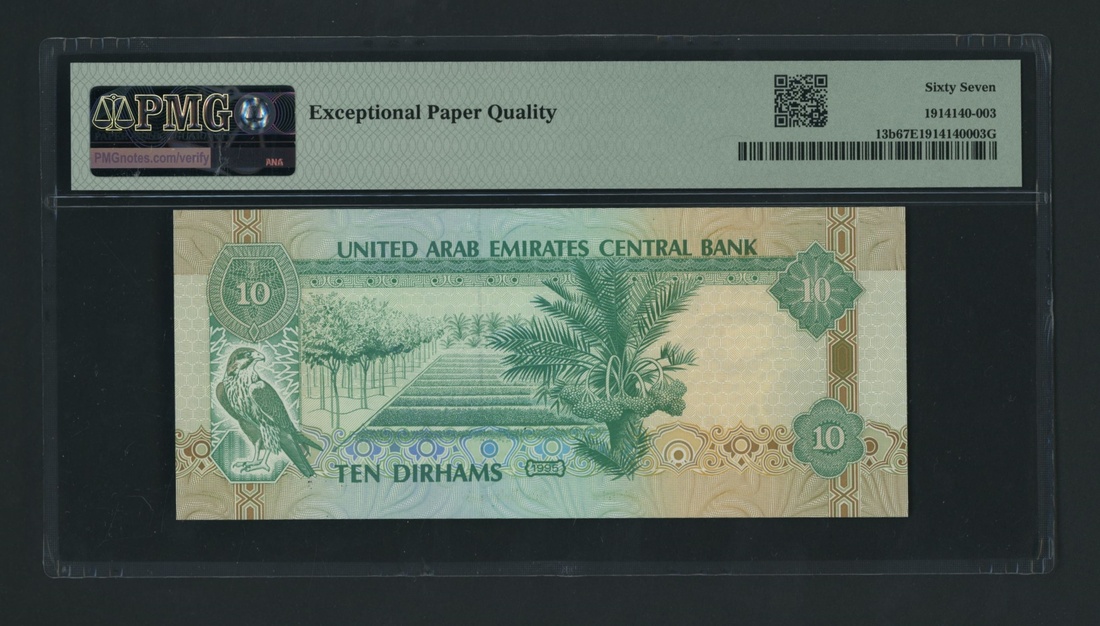 PMG
PMGnotes.com/verify
ANA
Exceptional Paper Quality
Sixty Seven
1914140-003
13b67E1914140003G
UNITED ARAB EMIRATES CENTRAL BANK
10
10
TEN DIRHAMS
1995
10